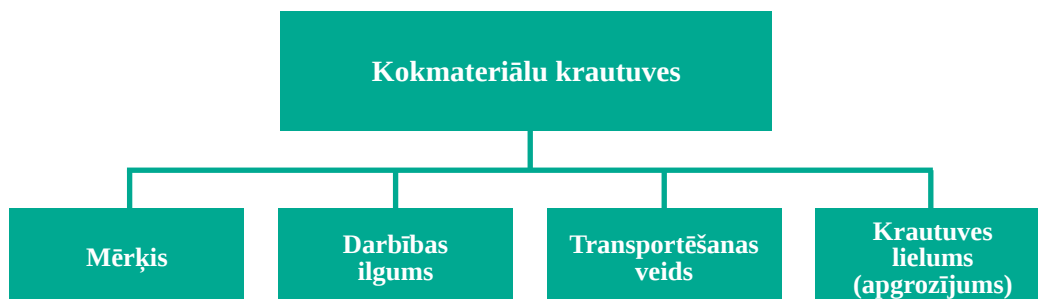 Kokmateriālu krautuves
Mērķis
Darbības
ilgums
Transportēšanas
veids
Krautuves
lielums
(apgrozījums)